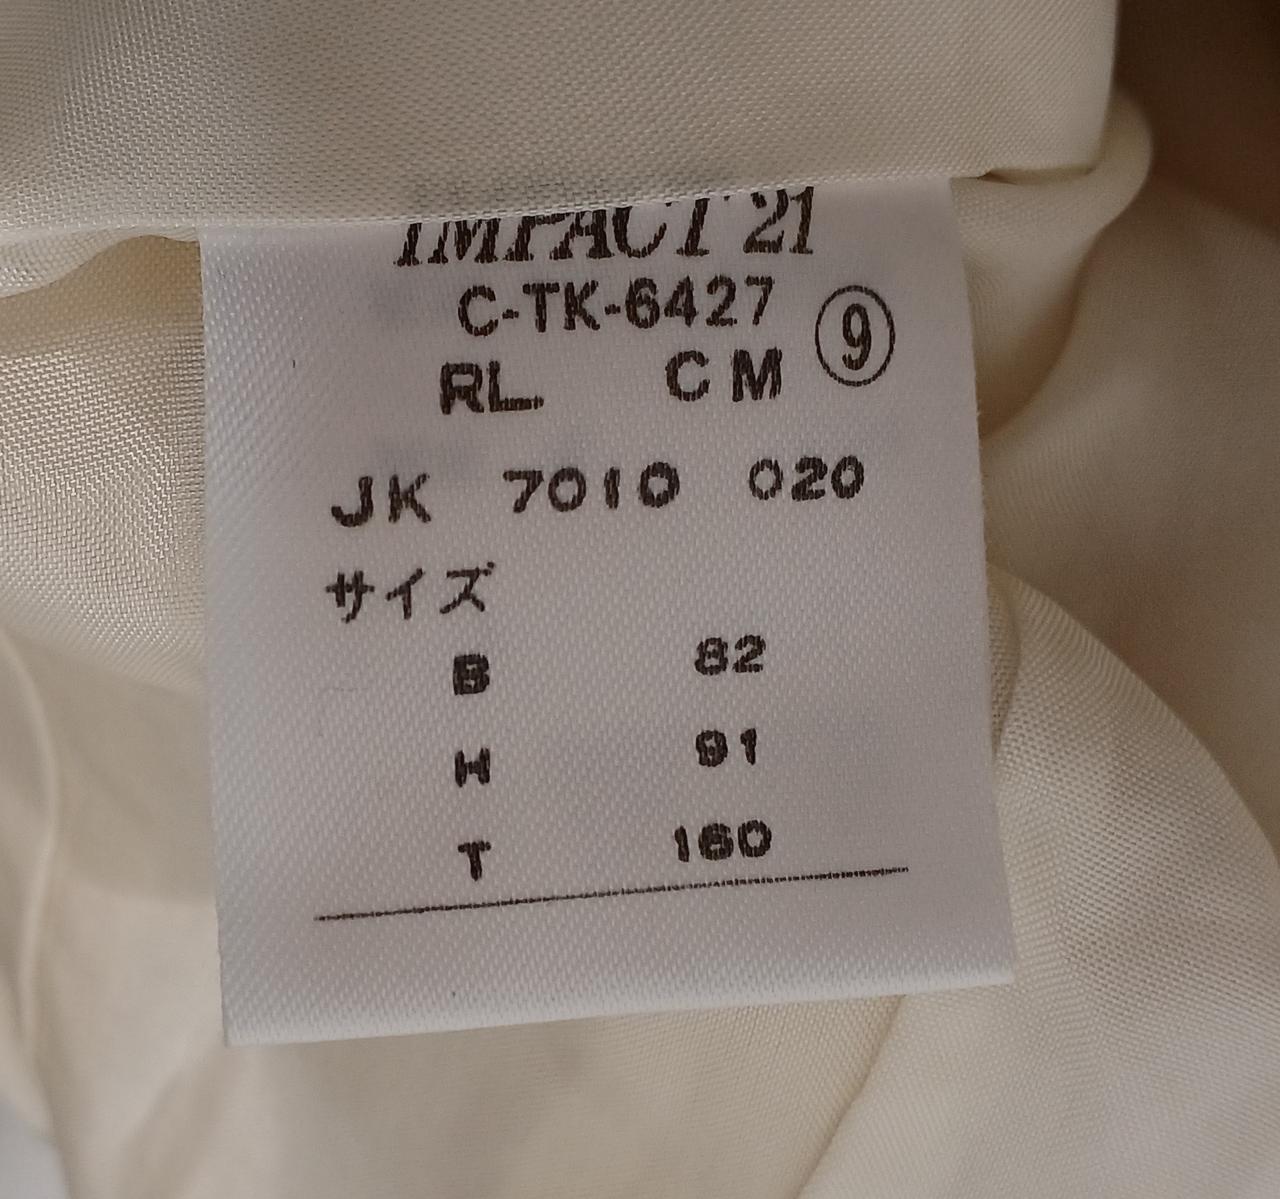 IMPACT 21
C-TK-6427 ⑨
RL CM
JK 7010 020
サイズ
B 82
H 91
T 160